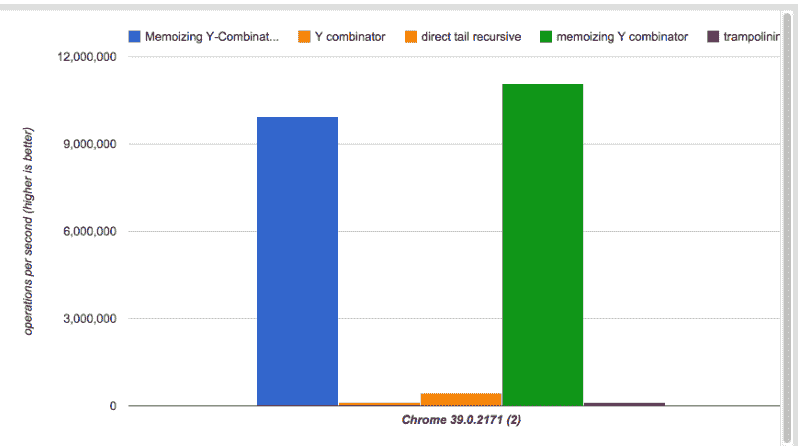 Memoizing Y-Combinat... Y combinator direct tail recursive memoizing Y combinator trampolinin
12,000,000
9,000,000
6,000,000
3,000,000
0
operations per second (higher is better)
Chrome 39.0.2171 (2)